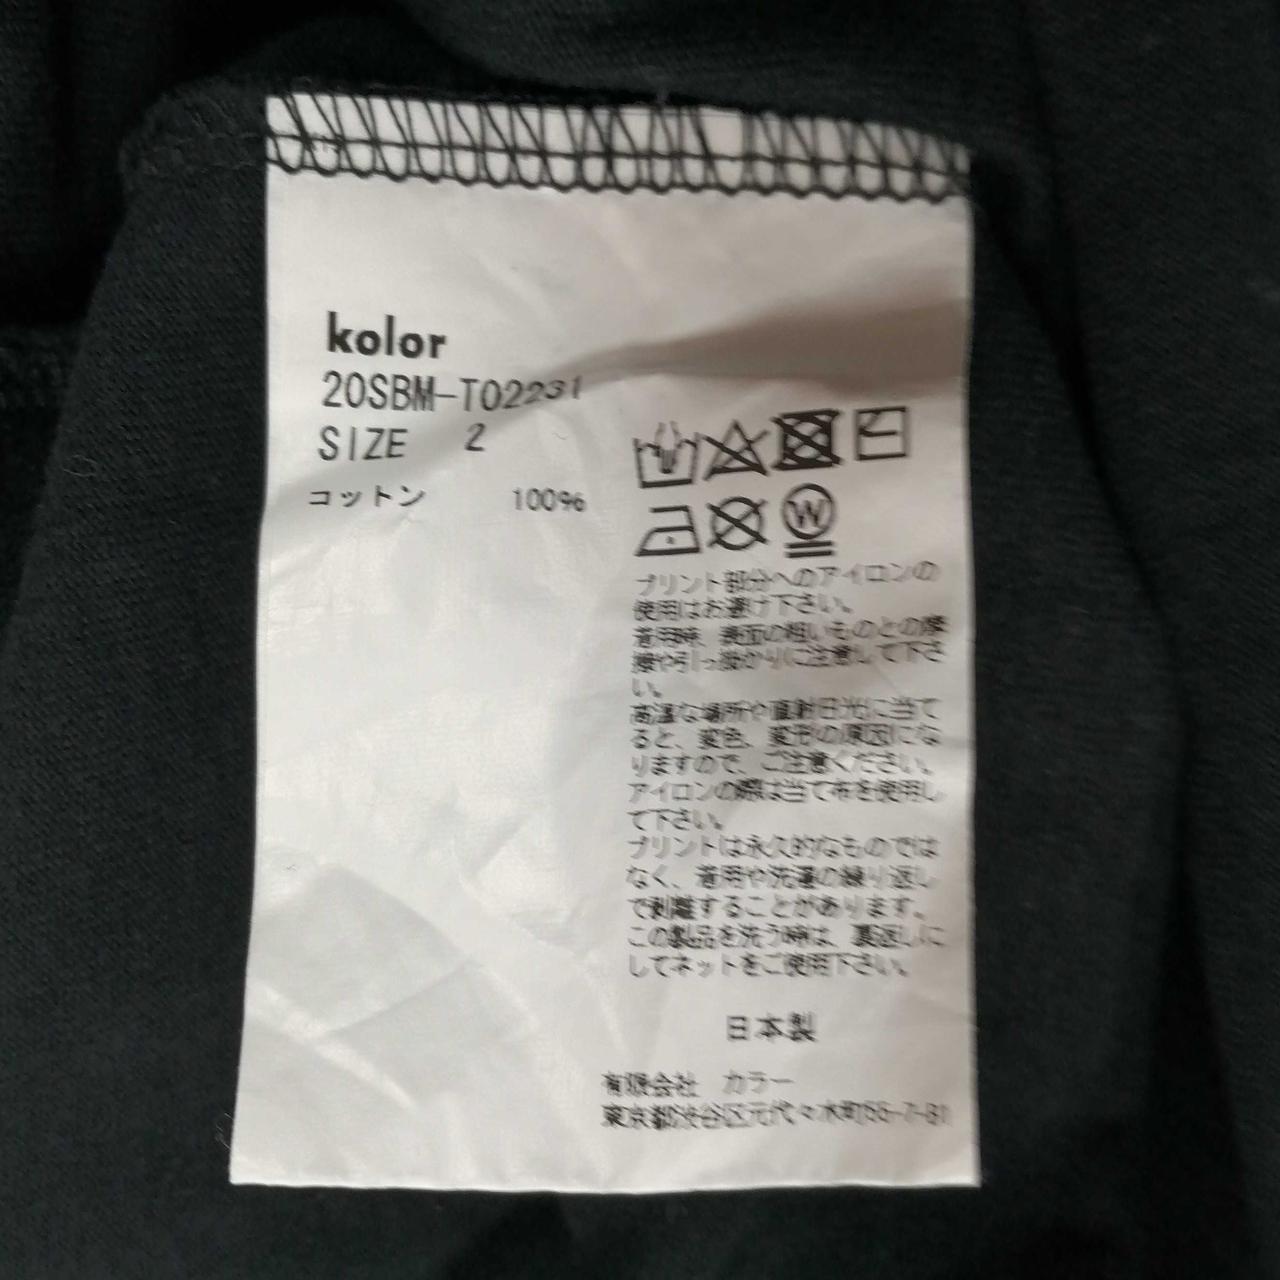 kolor
20SBM-T02231
SIZE 2
コットン 100%
W
プリント部分へのアイロンの
使用はお避け下さい。
着用時、表面の粗いものとの摩
擦や引っ掛かりにご注意して下さ
い。
高温な場所や直射日光に当て
ると、変色、変形の原因にな
りますので、ご注意ください。
アイロンの際は当て布を使用し
て下さい。
プリントは永久的なものでは
なく、着用や洗濯の繰り返し
で剥離することがあります。
この製品を洗う時は、裏返しに
してネットをご使用下さい。
日本製
有限会社 カラー
東京都渋谷区元代々木町